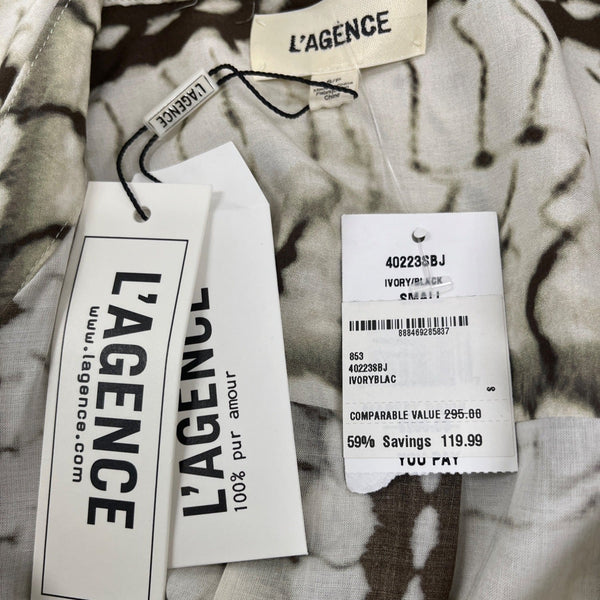 L'AGENCE
China
L'AGENCE
L'AGENCE
www.lagence.com
L'AGENCE
100% pur amour
40223SBJ
IVORY/BLACK
SMALL
888469285837
853
40223SBJ
IVORYBLAC
COMPARABLE VALUE 295.00
59% Savings 119.99
YOU PAY